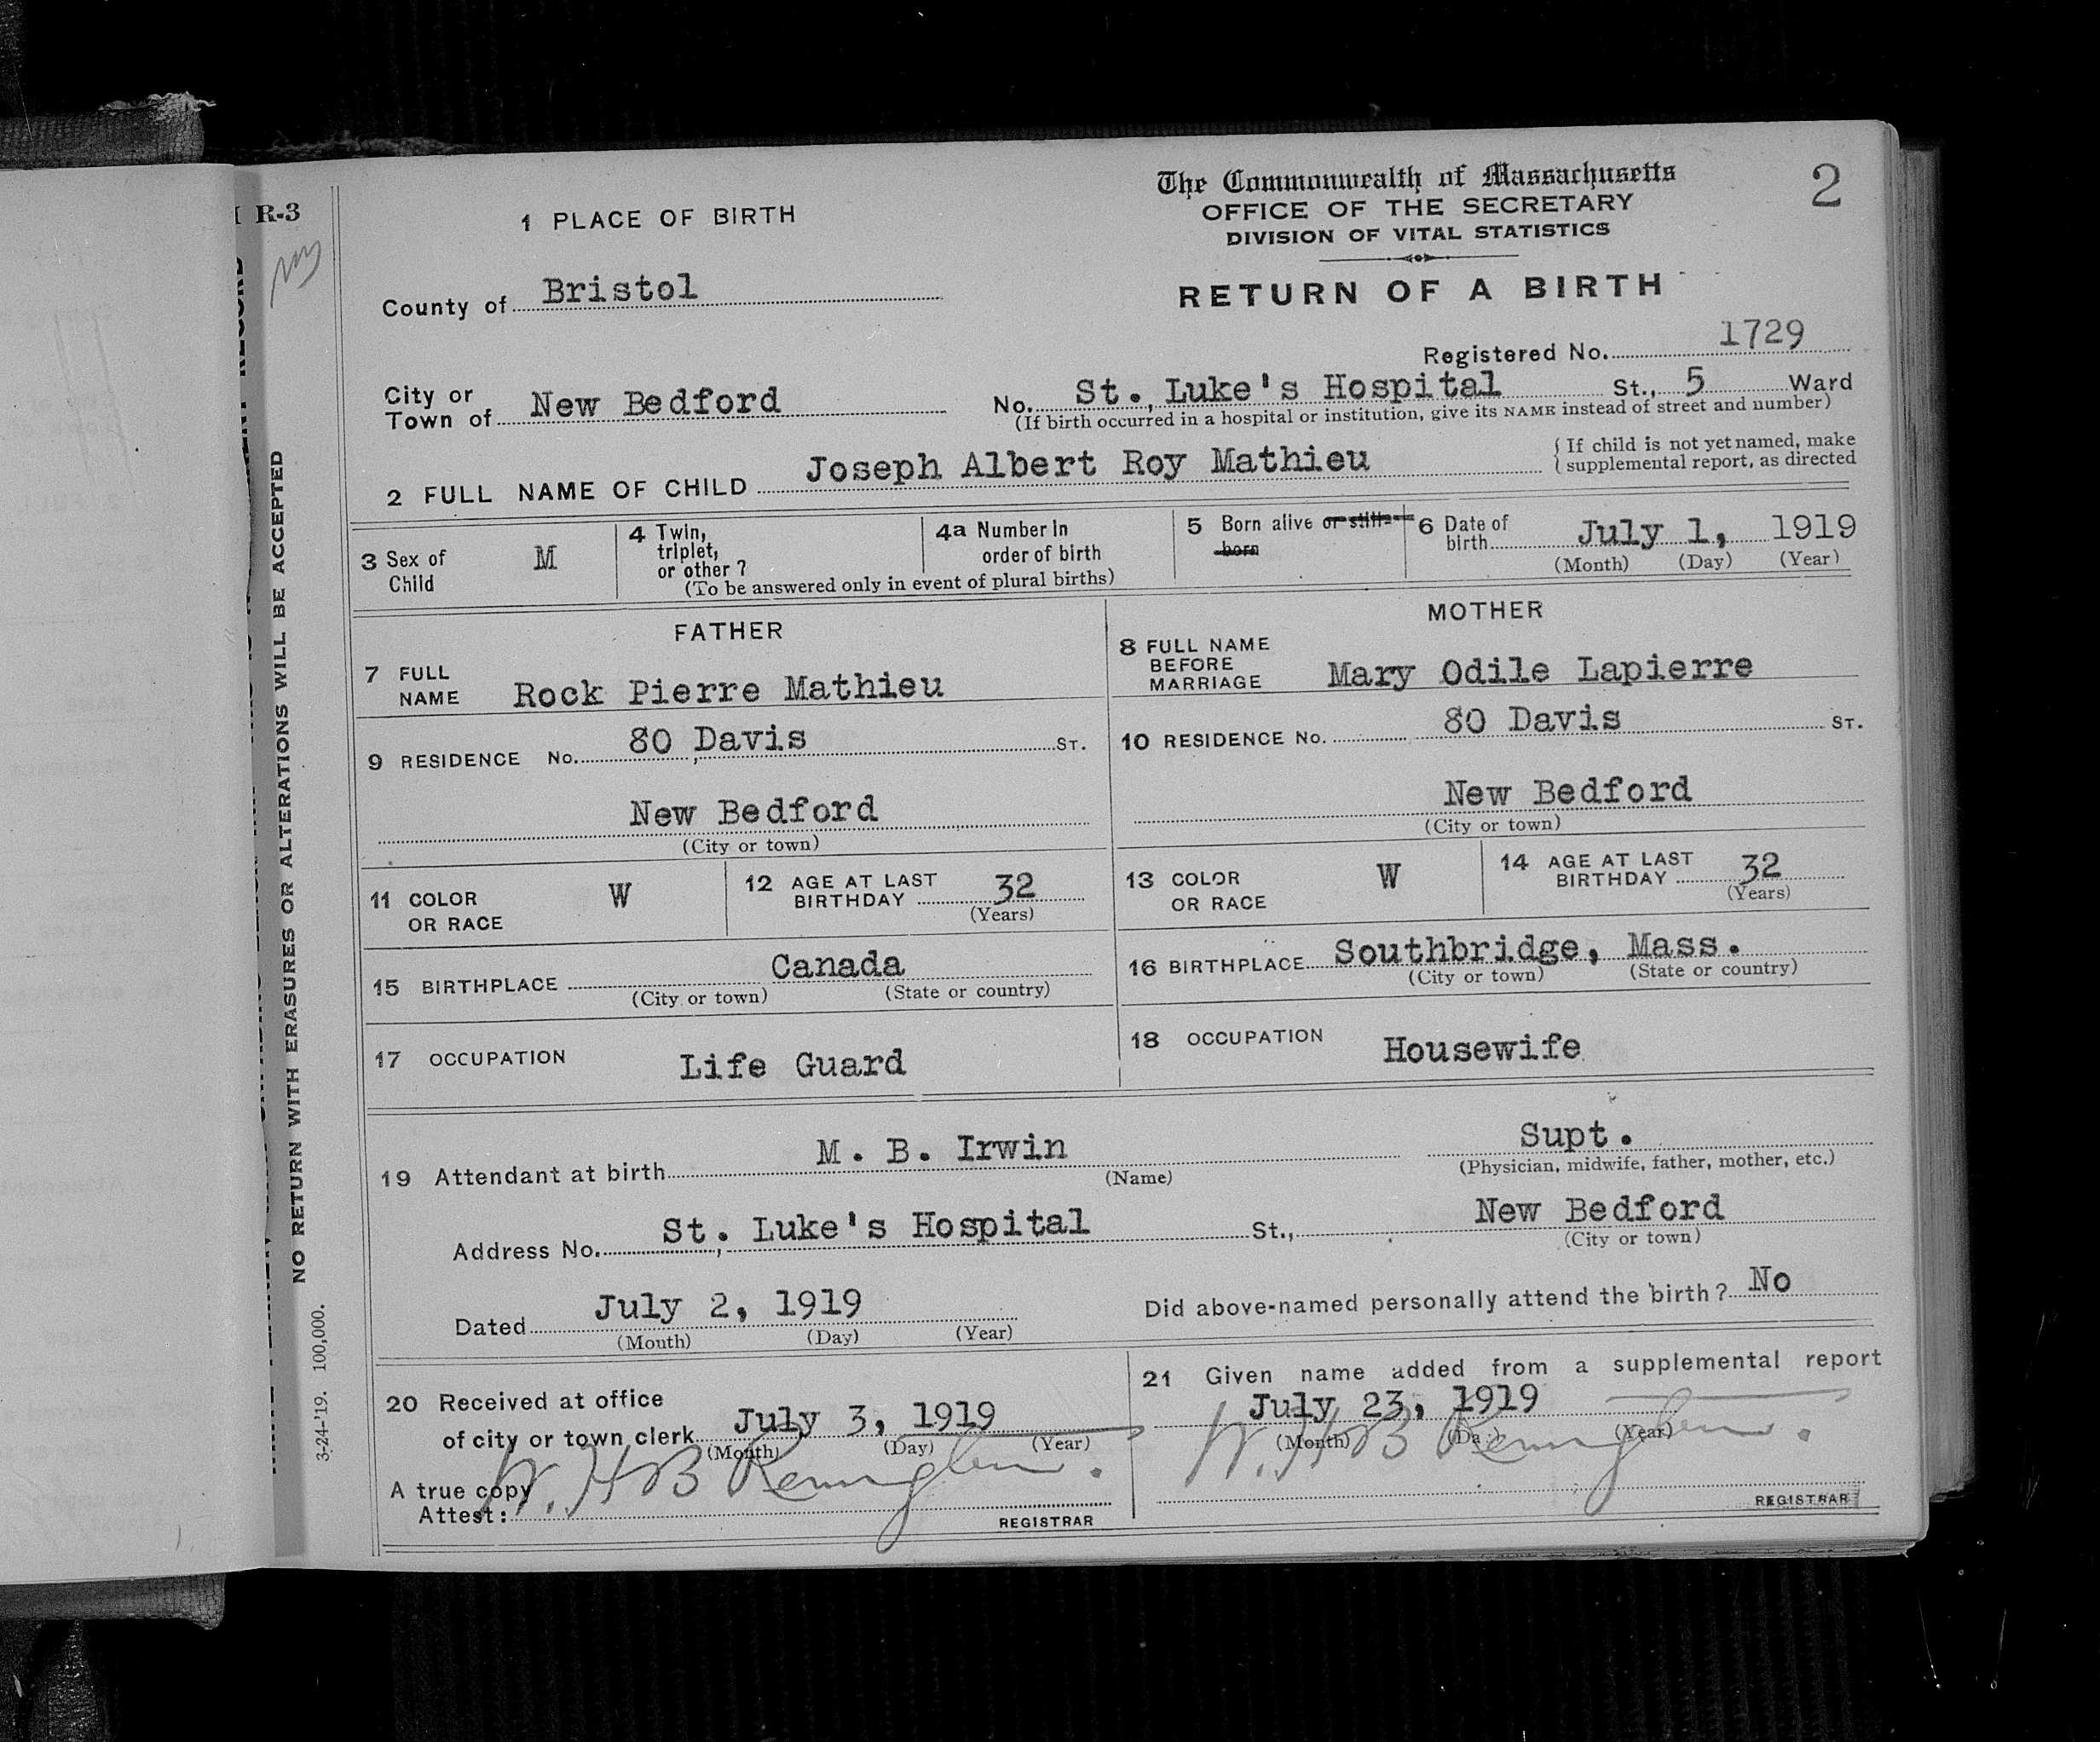 R-3
2
The Commonwealth of Massachusetts
OFFICE OF THE SECRETARY
DIVISION OF VITAL STATISTICS
RETURN OF A BIRTH
1 PLACE OF BIRTH
County of Bristol
Registered No. 1729
City or Town of New Bedford No. St., Luke's Hospital St., 5 Ward
(If birth occurred in a hospital or institution, give its NAME instead of street and number)
2 FULL NAME OF CHILD Joseph Albert Roy Mathieu { If child is not yet named, make
{ supplemental report, as directed
3 Sex of Child M
4 Twin, triplet, or other ?
4a Number in order of birth
(To be answered only in event of plural births)
5 Born alive or still-born
6 Date of birth July 1, 1919
(Month) (Day) (Year)
FATHER
7 FULL NAME Rock Pierre Mathieu
MOTHER
8 FULL NAME BEFORE MARRIAGE Mary Odile Lapierre
9 RESIDENCE No. 80 Davis ST.
New Bedford
(City or town)
10 RESIDENCE No. 80 Davis ST.
New Bedford
(City or town)
11 COLOR OR RACE W
12 AGE AT LAST BIRTHDAY 32
(Years)
13 COLOR OR RACE W
14 AGE AT LAST BIRTHDAY 32
(Years)
15 BIRTHPLACE Canada
(City or town) (State or country)
16 BIRTHPLACE Southbridge, Mass.
(City or town) (State or country)
17 OCCUPATION Life Guard
18 OCCUPATION Housewife
19 Attendant at birth M. B. Irwin Supt.
(Name) (Physician, midwife, father, mother, etc.)
Address No. St. Luke's Hospital St., New Bedford
(City or town)
Dated July 2, 1919 Did above-named personally attend the birth? No
(Month) (Day) (Year)
20 Received at office
of city or town clerk July 3, 1919
(Month) (Day) (Year)
A true copy
Attest: W. H B Remington.
REGISTRAR
21 Given name added from a supplemental report
July 23, 1919
(Month) (Day) (Year)
W. H B Remington.
REGISTRAR
NO RETURN WITH ERASURES OR ALTERATIONS WILL BE ACCEPTED
3-24-'19. 100,000.